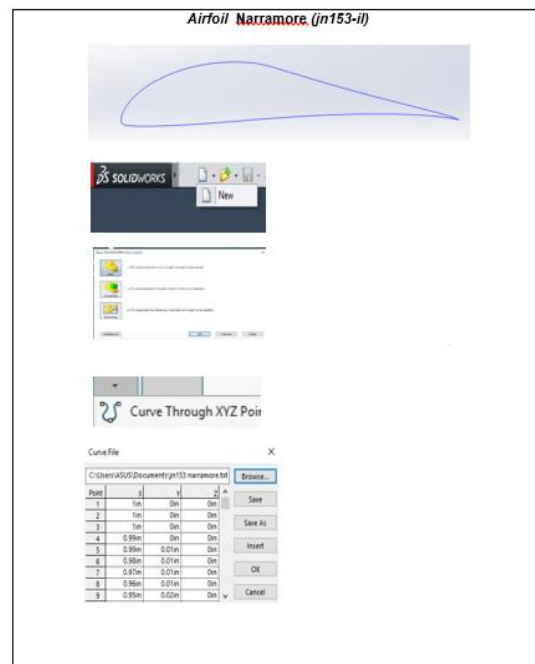 Airfoil Narramore (jn153-il)
SOLIDWORKS
New
Curve Through XYZ Poin
Curve File
C:\Users\ASUS\Documents\jn153 narramore.txt Browse...
Point X Y Z
1 1in 0in 0in Save
2 1in 0in 0in
3 1in 0in 0in Save As
4 0.99in 0in 0in
5 0.99in 0.01in 0in Insert
6 0.98in 0.01in 0in
7 0.97in 0.01in 0in OK
8 0.96in 0.01in 0in
9 0.95in 0.02in 0in Cancel